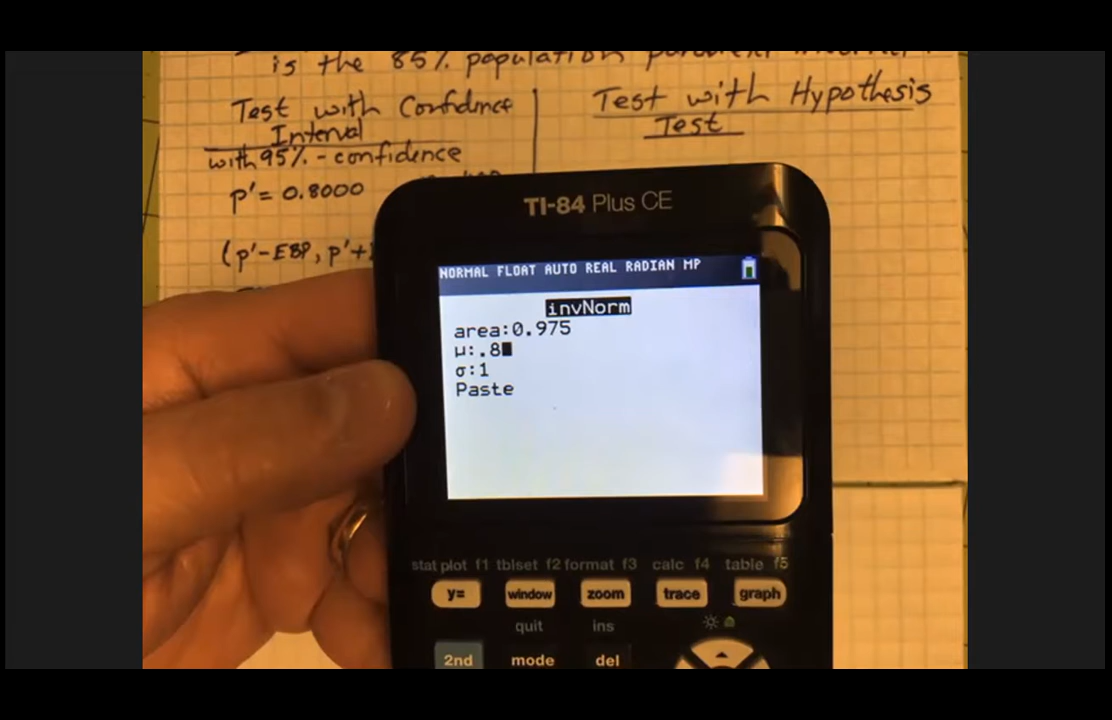 is the 85% population
Test with Confidnce
Interval
with 95% - confidence
p' = 0.8000
(p'-EBP, p'+
Test with Hypothesis
Test
TI-84 Plus CE
NORMAL FLOAT AUTO REAL RADIAN MP
invNorm
area:0.975
μ:.8
σ:1
Paste
stat plot f1 tblset f2 format f3 calc f4 table f5
y= window zoom trace graph
quit ins
2nd mode del